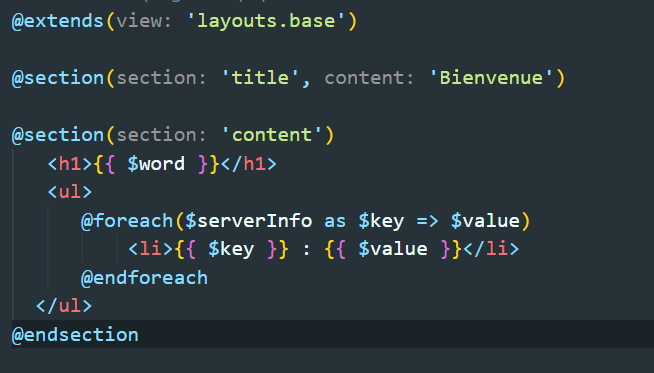 @extends(view: 'layouts.base')
@section(section: 'title', content: 'Bienvenue')
@section(section: 'content')
<h1>{{ $word }}</h1>
<ul>
@foreach($serverInfo as $key => $value)
<li>{{ $key }} : {{ $value }}</li>
@endforeach
</ul>
@endsection